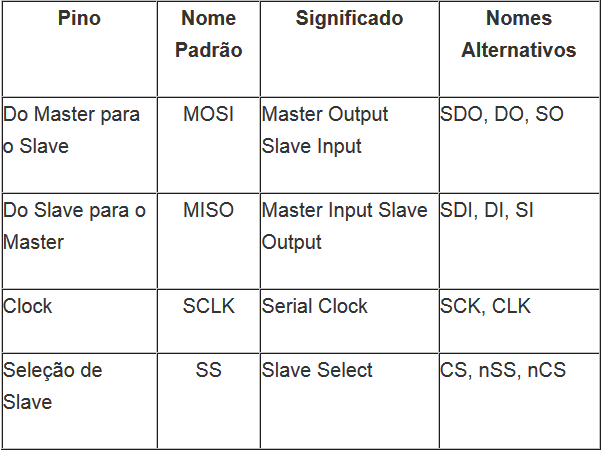 Pino
Nome
Padrão
Significado
Nomes
Alternativos
Do Master para
o Slave
MOSI
Master Output
Slave Input
SDO, DO, SO
Do Slave para o
Master
MISO
Master Input Slave
Output
SDI, DI, SI
Clock
SCLK
Serial Clock
SCK, CLK
Seleção de
Slave
SS
Slave Select
CS, nSS, nCS